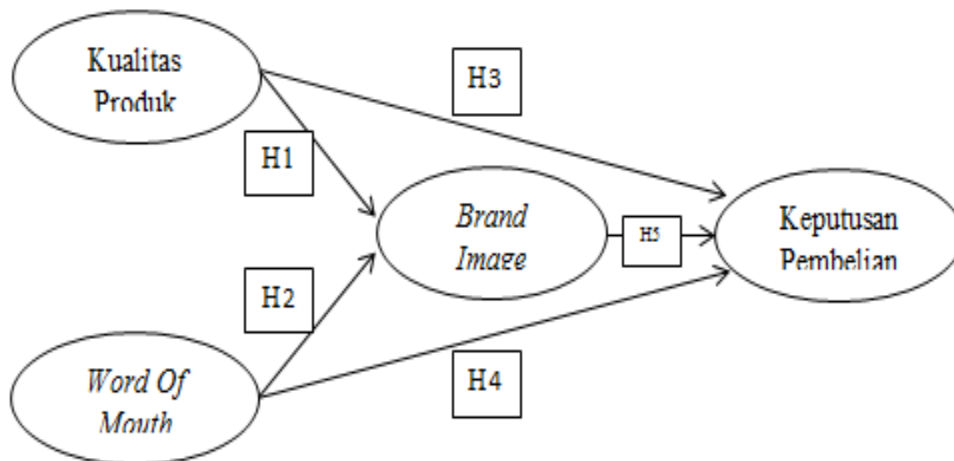 Kualitas
Produk
H3
H1
Brand
Image
H5
Keputusan
Pembelian
H2
Word Of
Mouth
H4